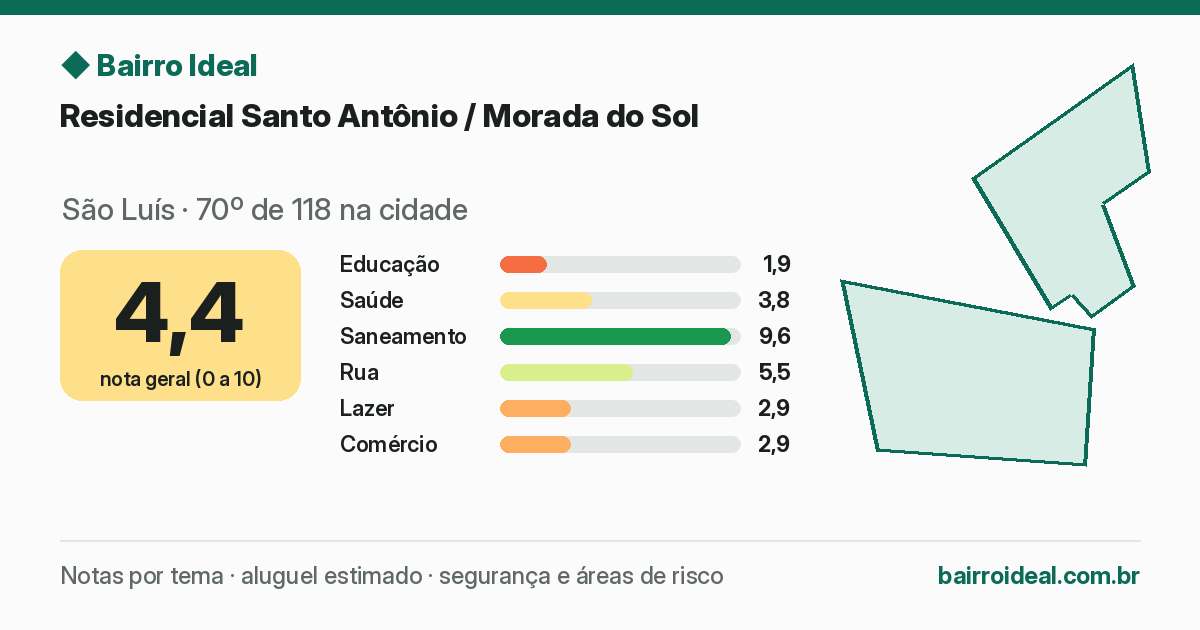 Bairro Ideal
Residencial Santo Antônio / Morada do Sol
São Luís · 70º de 118 na cidade
4,4
nota geral (0 a 10)
Educação 1,9
Saúde 3,8
Saneamento 9,6
Rua 5,5
Lazer 2,9
Comércio 2,9
Notas por tema · aluguel estimado · segurança e áreas de risco
bairroideal.com.br